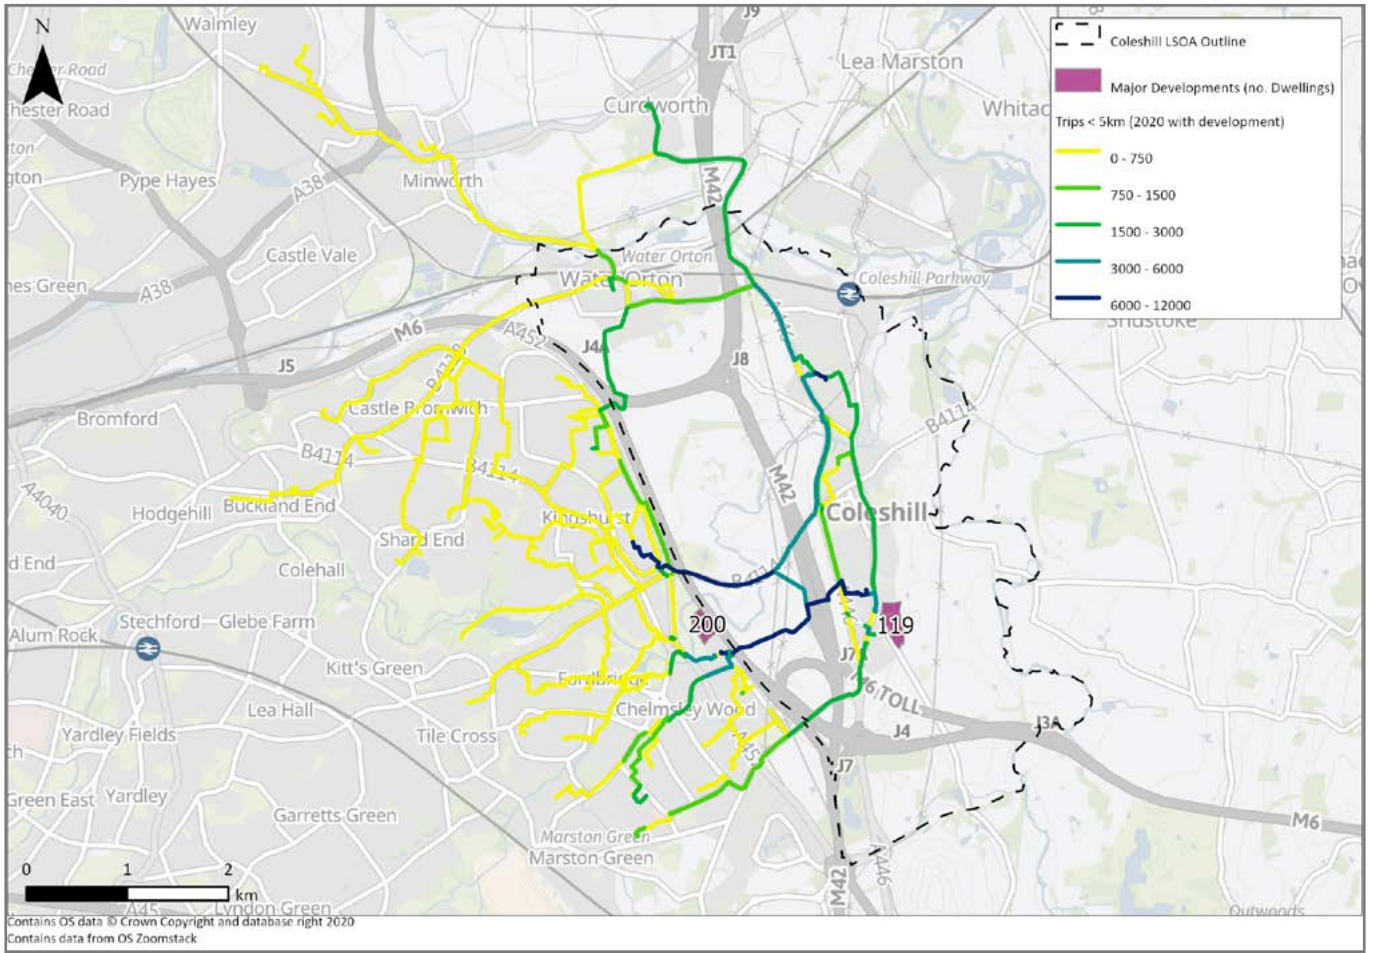 Walmley
J9
N
JT1
Coleshill LSOA Outline
Lea Marston
Chester Road
Major Developments (no. Dwellings)
Chester Road
Curdworth
Trips < 5km (2020 with development)
0 - 750
Pype Hayes
A38
Minworth
M42
750 - 1500
1500 - 3000
Castle Vale
Water Orton
3000 - 6000
Water Orton
Coleshill Parkway
A38
6000 - 12000
A446
M6
A452
J4A
J5
J8
B4118
Castle Bromwich
Bromford
B4114
B4114
B4114
M42
A4040
Hodgehill
Buckland End
Kingshurst
Coleshill
Shard End
Colehall
B4114
Stechford
Glebe Farm
200
119
Alum Rock
Kitt's Green
Fordbridge
M6 TOLL
Lea Hall
Chelmsley Wood
Yardley Fields
Tile Cross
J4
J3A
A452
J7
Green East
Yardley
Garretts Green
M6
Marston Green
Marston Green
0
1
2
km
A446
M42
A45
Lyndon Green
Outwoods
Contains OS data © Crown Copyright and database right 2020
Contains data from OS Zoomstack